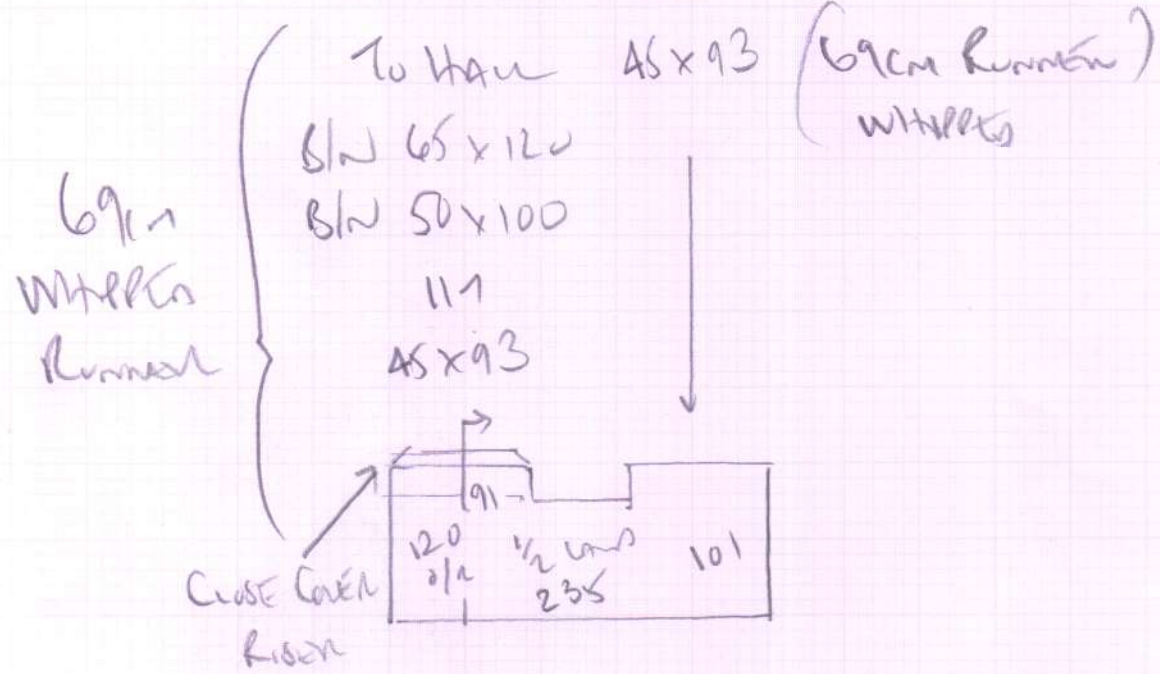 To HALL 45 x 93 (69cm RUNNER)
WHIPPED
B/N 65 x 120
B/N 50 x 100
111
45 x 93
69cm
WHIPPED
RUNNER
91
120
1/2 LAND
235
101
CLOSE COVER
RISER